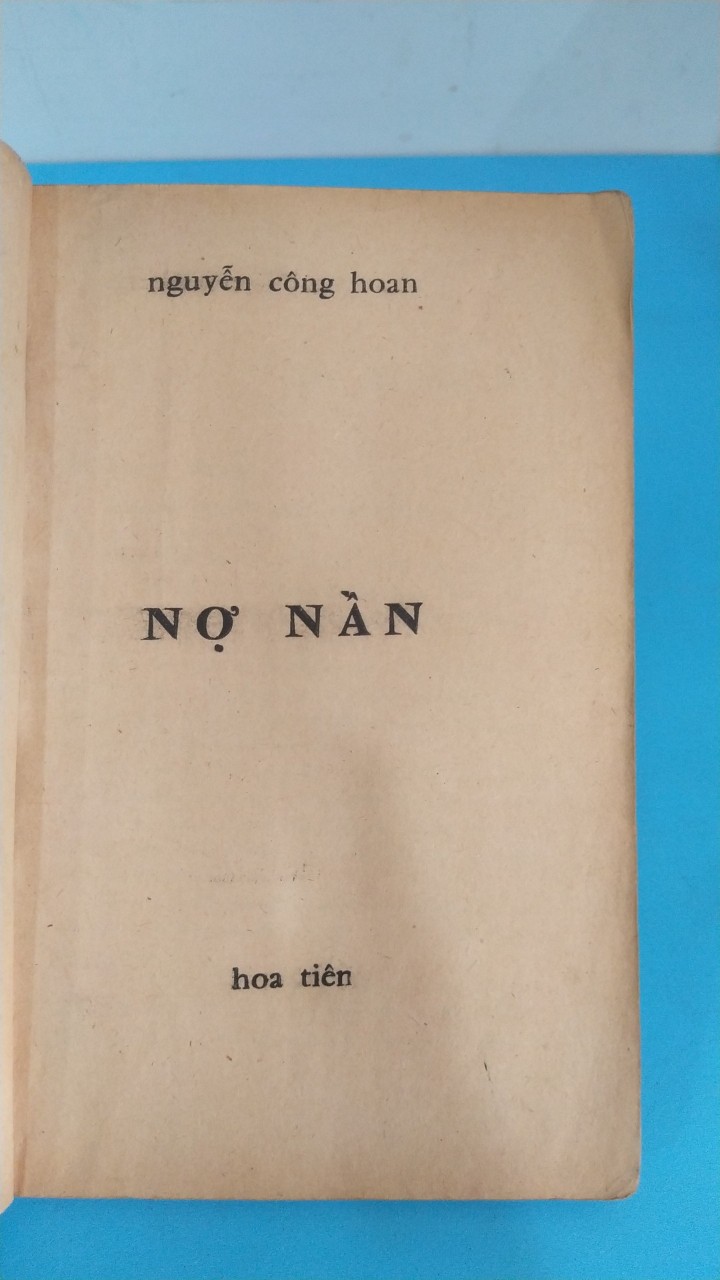 nguyễn công hoan
NỢ NẦN
hoa tiên